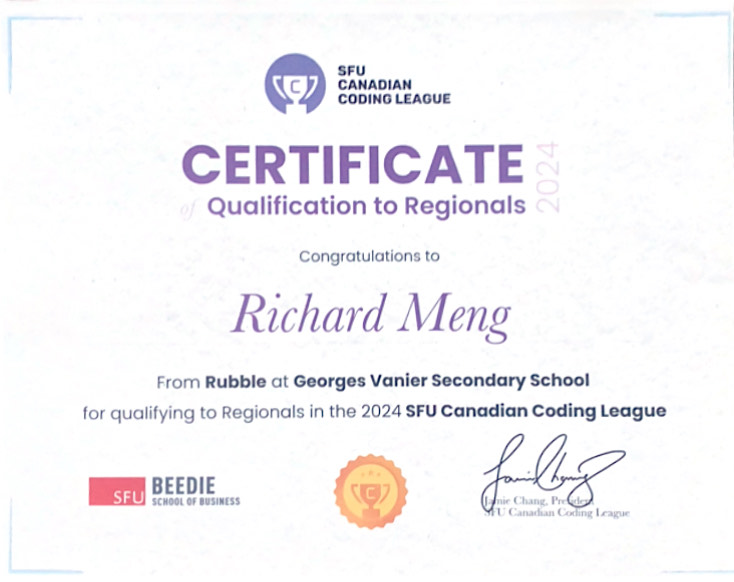 SFU
CANADIAN
CODING LEAGUE
CERTIFICATE
2024
of Qualification to Regionals
Congratulations to
Richard Meng
From Rubble at Georges Vanier Secondary School
for qualifying to Regionals in the 2024 SFU Canadian Coding League
SFU
BEEDIE
SCHOOL OF BUSINESS
C
Jamie Chang, President
SFU Canadian Coding League